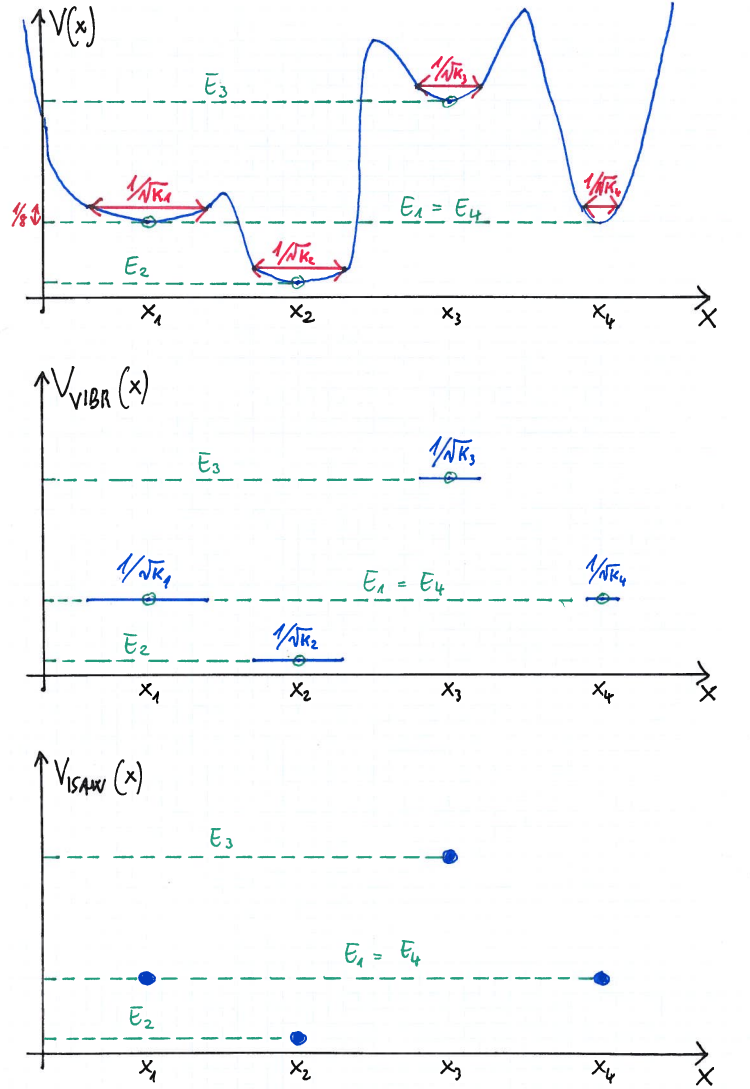 V(x)
E₃
1/√K₃
1/√K₁
1/√K₄
1/8
E₁ = E₄
E₂
1/√K₂
x₁ x₂ x₃ x₄ X
V_VIBR(x)
1/√K₃
E₃
1/√K₁
1/√K₄
E₁ = E₄
E₂
1/√K₂
x₁ x₂ x₃ x₄ X
V_ISAW(x)
E₃
E₁ = E₄
E₂
x₁ x₂ x₃ x₄ X